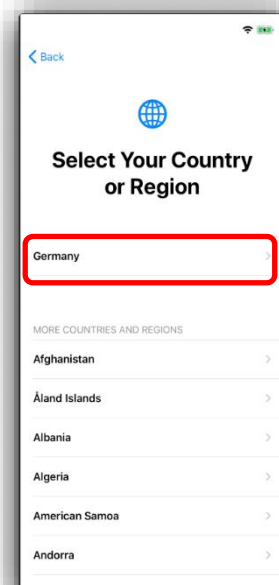 Back
Select Your Country
or Region
Germany
MORE COUNTRIES AND REGIONS
Afghanistan
Åland Islands
Albania
Algeria
American Samoa
Andorra